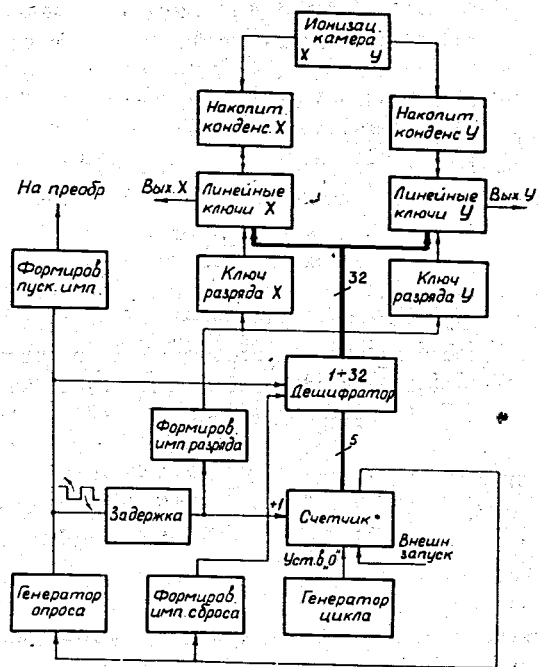 Ионизац.
камера
X У
Накопит.
конденс. X
Накопит.
конденс У
На преобр
Вых. X
Линейные
ключи X
Линейные
ключи У
Вых. У
Формиров.
пуск. имп.
Ключ
разряда X
32
Ключ
разряда У
1÷32
Дешифратор
Формиров.
имп разряда
5
Задержка
+1
Счетчик
Внешн.
запуск
Уст. в „0"
Генератор
опроса
Формиров.
имп. сброса
Генератор
цикла